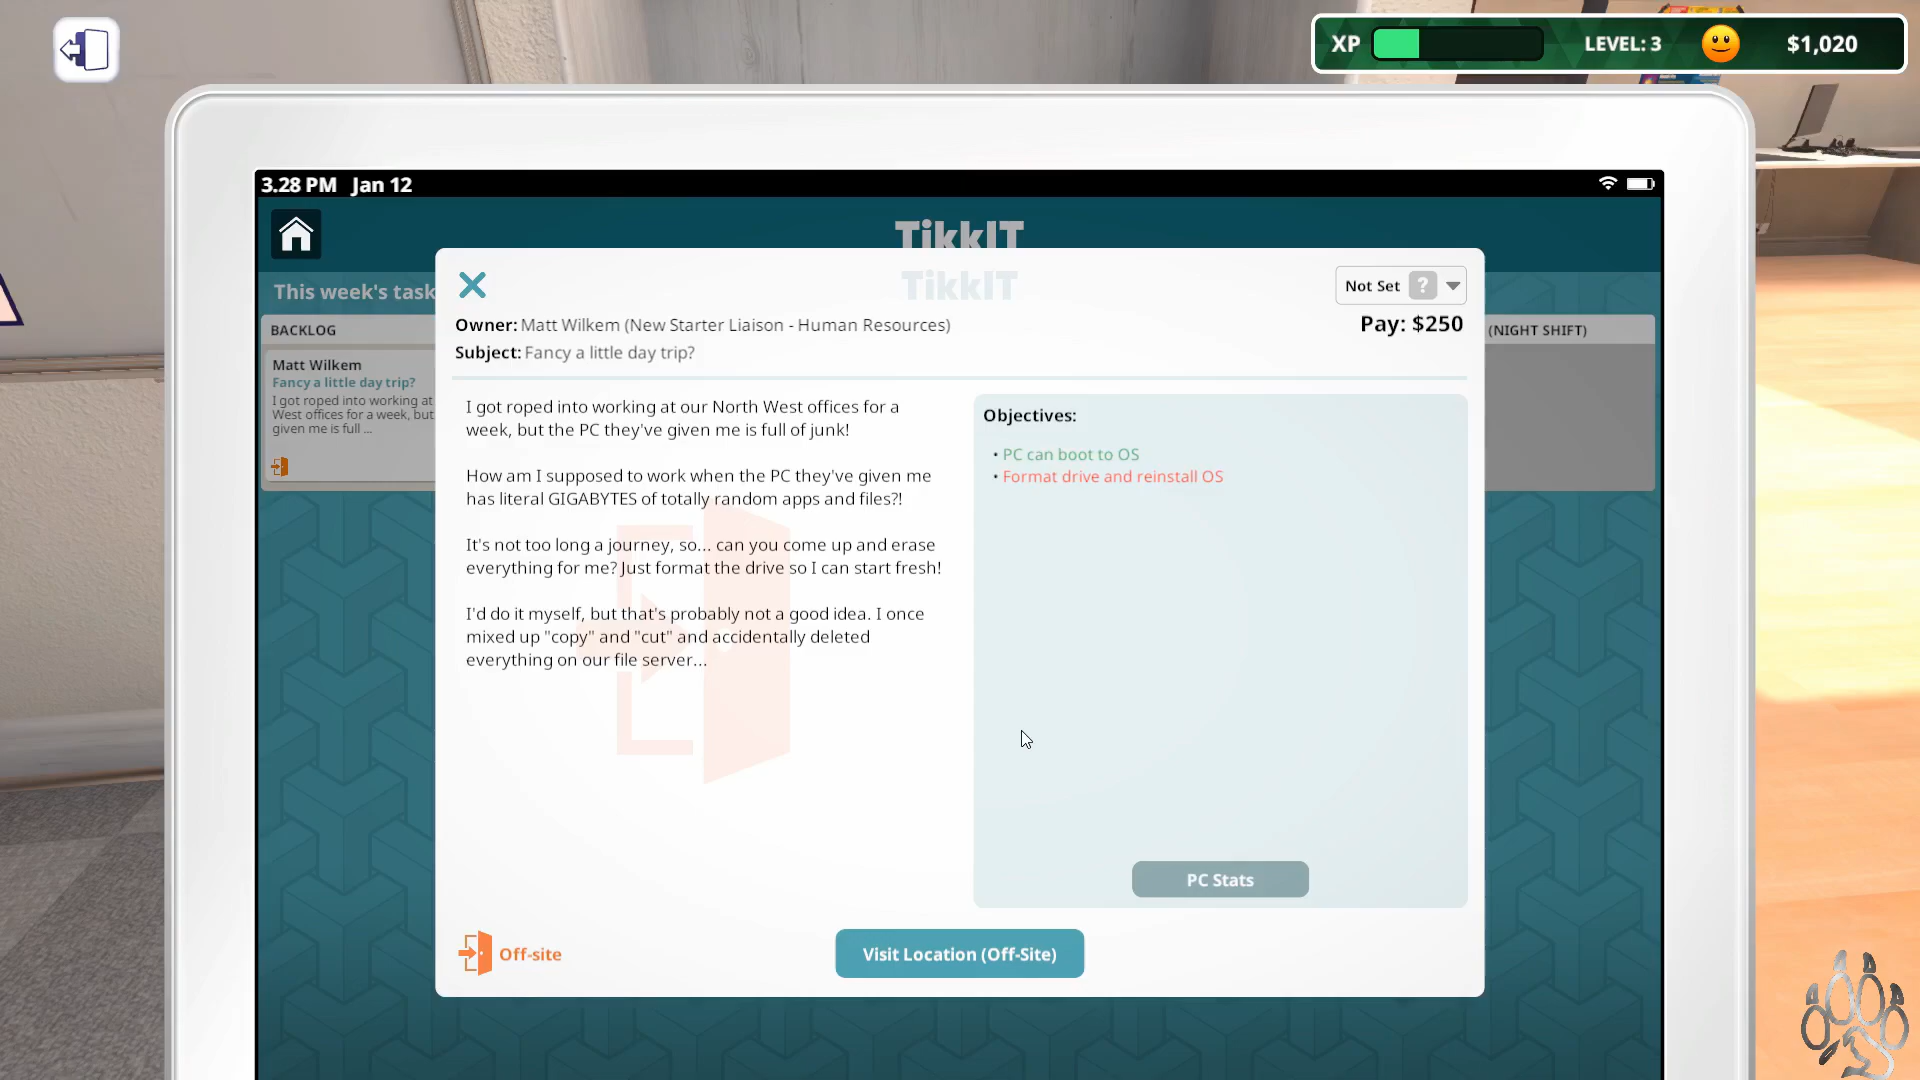 XP
LEVEL: 3
$1,020
3.28 PM Jan 12
TikkIT
This week's task
TikkIT
Not Set ?
BACKLOG
Owner: Matt Wilkem (New Starter Liaison - Human Resources)
Pay: $250
(NIGHT SHIFT)
Subject: Fancy a little day trip?
Matt Wilkem
Fancy a little day trip?
I got roped into working at
West offices for a week, but
given me is full ...
I got roped into working at our North West offices for a
week, but the PC they've given me is full of junk!
How am I supposed to work when the PC they've given me
has literal GIGABYTES of totally random apps and files?!
It's not too long a journey, so... can you come up and erase
everything for me? Just format the drive so I can start fresh!
I'd do it myself, but that's probably not a good idea. I once
mixed up "copy" and "cut" and accidentally deleted
everything on our file server...
Objectives:
• PC can boot to OS
• Format drive and reinstall OS
PC Stats
Off-site
Visit Location (Off-Site)